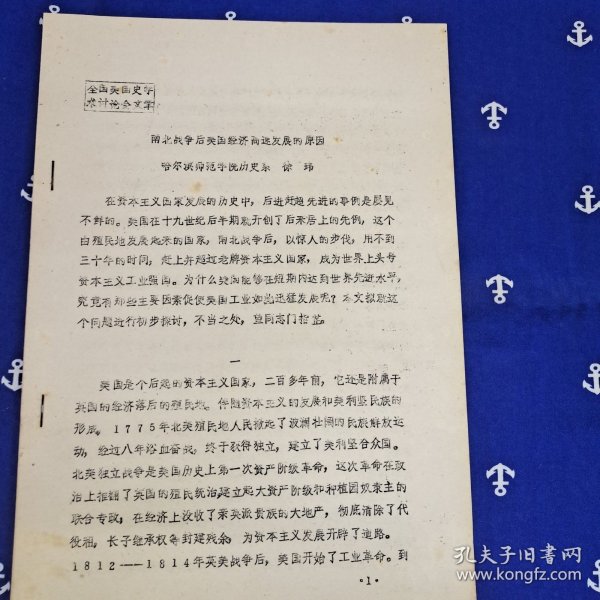 全国美国史学
术讨论会文章
南北战争后美国经济高速发展的原因
哈尔滨师范学院历史系 徐 玮
在资本主义国家发展的历史中，后进赶超先进的事例是屡见
不鲜的。美国在十九世纪后半期就开创了后来居上的先例，这个
由殖民地发展起来的国家，南北战争后，以惊人的步伐，用不到
三十年的时间，赶上并超过老牌资本主义国家，成为世界上头号
资本主义工业强国。为什么美国能够在短期内达到世界先进水平，
究竟有那些主要因素促使美国工业如此迅猛发展呢？本文拟就这
个问题进行初步探讨，不当之处，望同志们指鉴。
一
美国是个后起的资本主义国家，二百多年前，它还是附属于
英国的经济落后的殖民地。伴随资本主义的发展和美利坚民族的
形成，1775年北美殖民地人民掀起了波澜壮阔的民族解放运
动，经过八年浴血奋战，终于获得独立，建立了美利坚合众国。
北美独立战争是美国历史上第一次资产阶级革命，这次革命在政
治上推翻了英国的殖民统治建立起大资产阶级和种植园奴隶主的
联合专政；在经济上没收了亲英派贵族的大地产，彻底清除了代
役租，长子继承权等封建残余，为资本主义发展开辟了道路。
1812——1814年英美战争后，美国开始了工业革命。到
·1·
孔夫子旧书网
www.kongfz.com